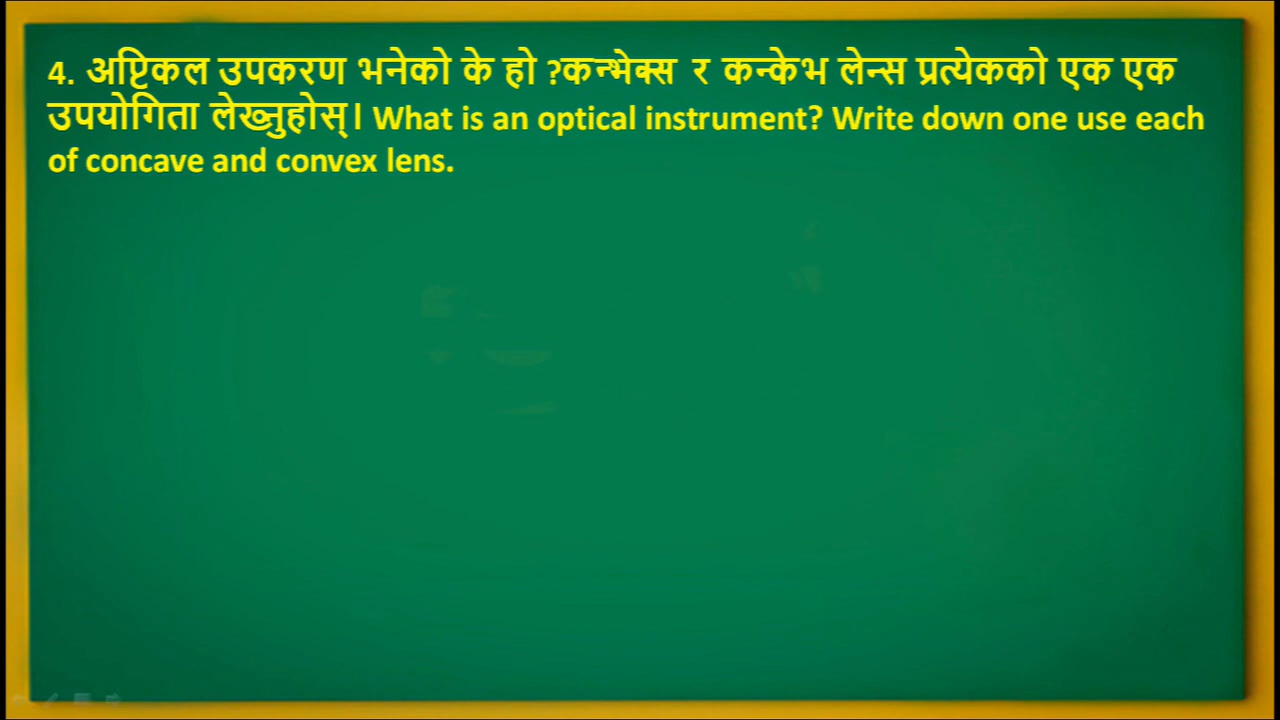 4. अप्टिकल उपकरण भनेको के हो ?कन्भेक्स र कन्केभ लेन्स प्रत्येकको एक एक
उपयोगिता लेख्नुहोस्। What is an optical instrument? Write down one use each
of concave and convex lens.